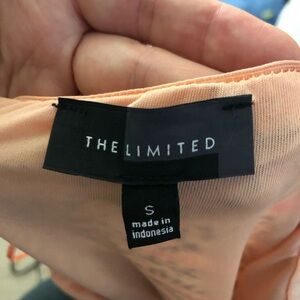 THE LIMITED
S
made in
indonesia